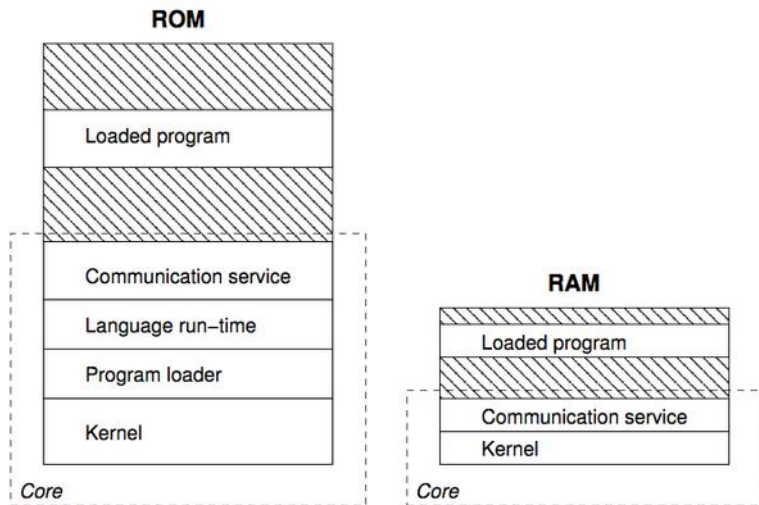 ROM
Loaded program
Communication service
Language run−time
Program loader
Kernel
Core
RAM
Loaded program
Communication service
Kernel
Core